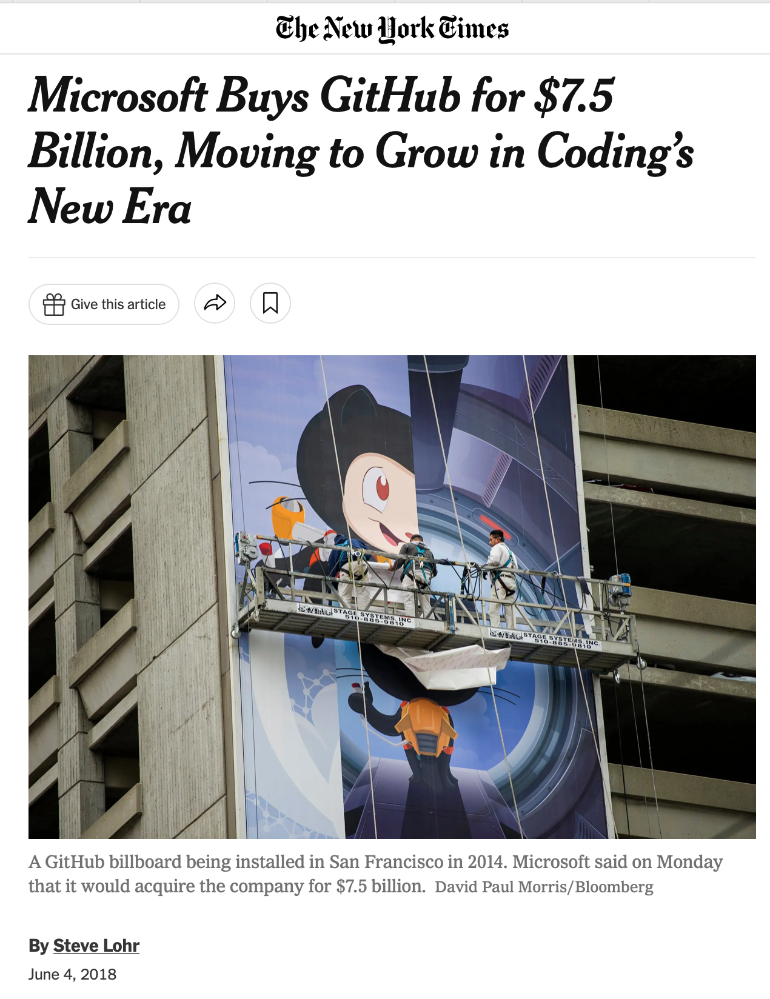 The New York Times
Microsoft Buys GitHub for $7.5
Billion, Moving to Grow in Coding’s
New Era
Give this article
SWING STAGE SYSTEMS, INC.
510-885-9810
SWING STAGE SYSTEMS, INC.
510-885-9810
A GitHub billboard being installed in San Francisco in 2014. Microsoft said on Monday
that it would acquire the company for $7.5 billion. David Paul Morris/Bloomberg
By Steve Lohr
June 4, 2018